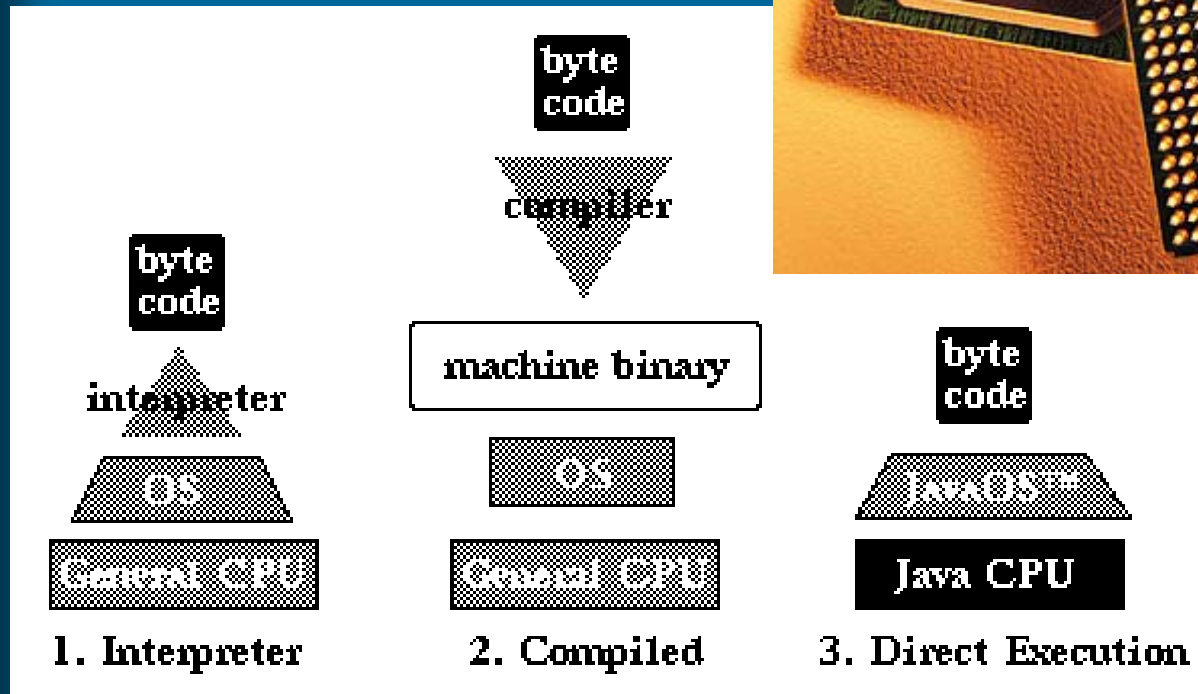 byte
code
interpreter
OS
General CPU
1. Interpreter
byte
code
compiler
machine binary
OS
General CPU
2. Compiled
byte
code
JavaOS™
Java CPU
3. Direct Execution